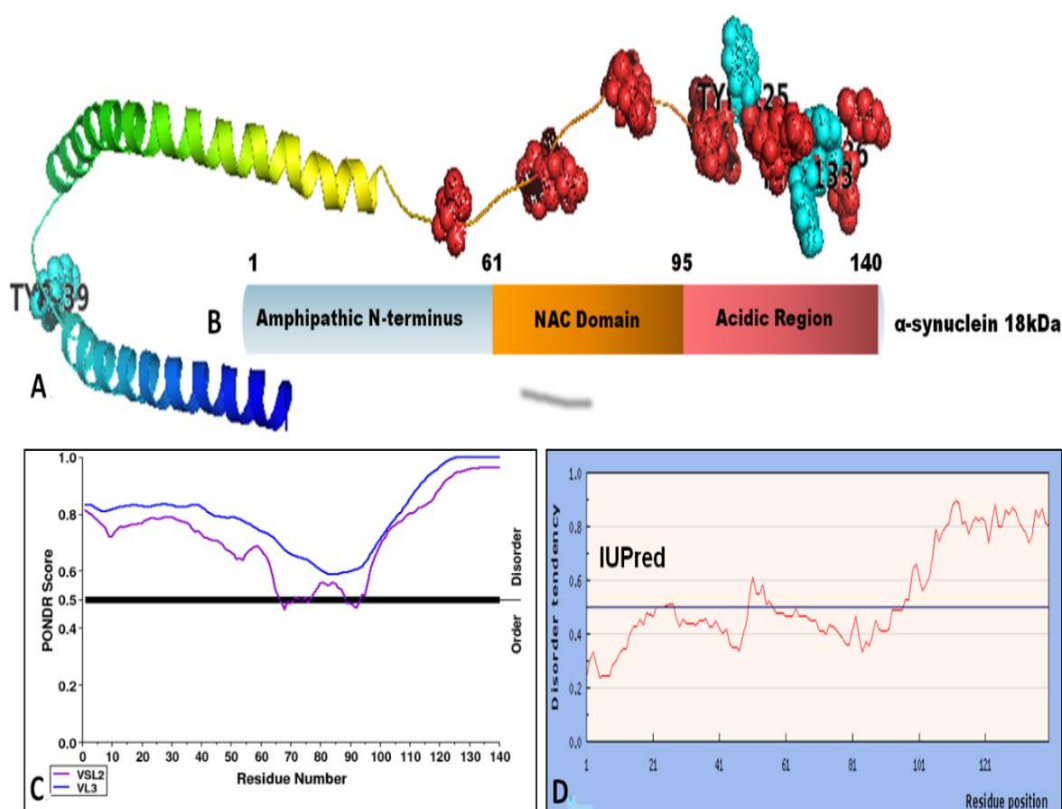 TY
25
26
133
TY 39
1 61 95 140
B
Amphipathic N-terminus NAC Domain Acidic Region α-synuclein 18kDa
A
1.0
0.8
0.6
0.5
0.4
0.2
0.0
PONDR Score
Disorder
Order
0 10 20 30 40 50 60 70 80 90 100 110 120 130 140
Residue Number
VSL2
VL3
C
1.0
0.8
0.6
0.4
0.2
0.0
Disorder tendency
IUPred
1 21 41 61 81 101 121
Residue position
D